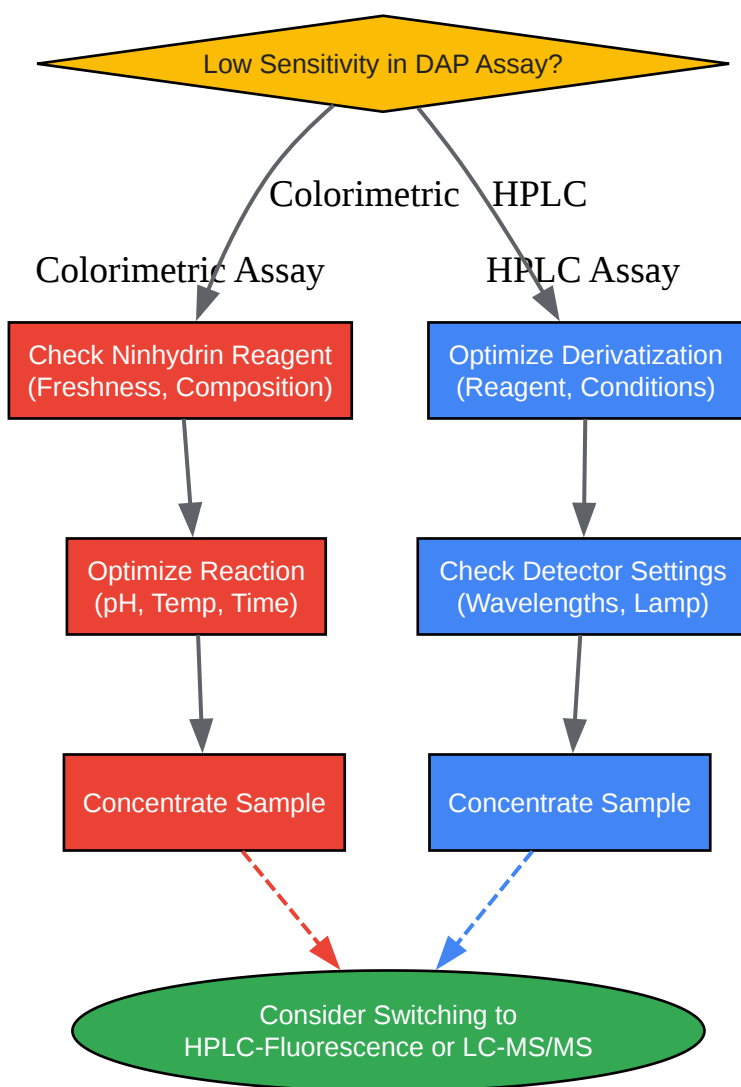 Low Sensitivity in DAP Assay?
Colorimetric
HPLC
Colorimetric Assay
HPLC Assay
Check Ninhydrin Reagent
(Freshness, Composition)
Optimize Derivatization
(Reagent, Conditions)
Optimize Reaction
(pH, Temp, Time)
Check Detector Settings
(Wavelengths, Lamp)
Concentrate Sample
Concentrate Sample
Consider Switching to
HPLC-Fluorescence or LC-MS/MS